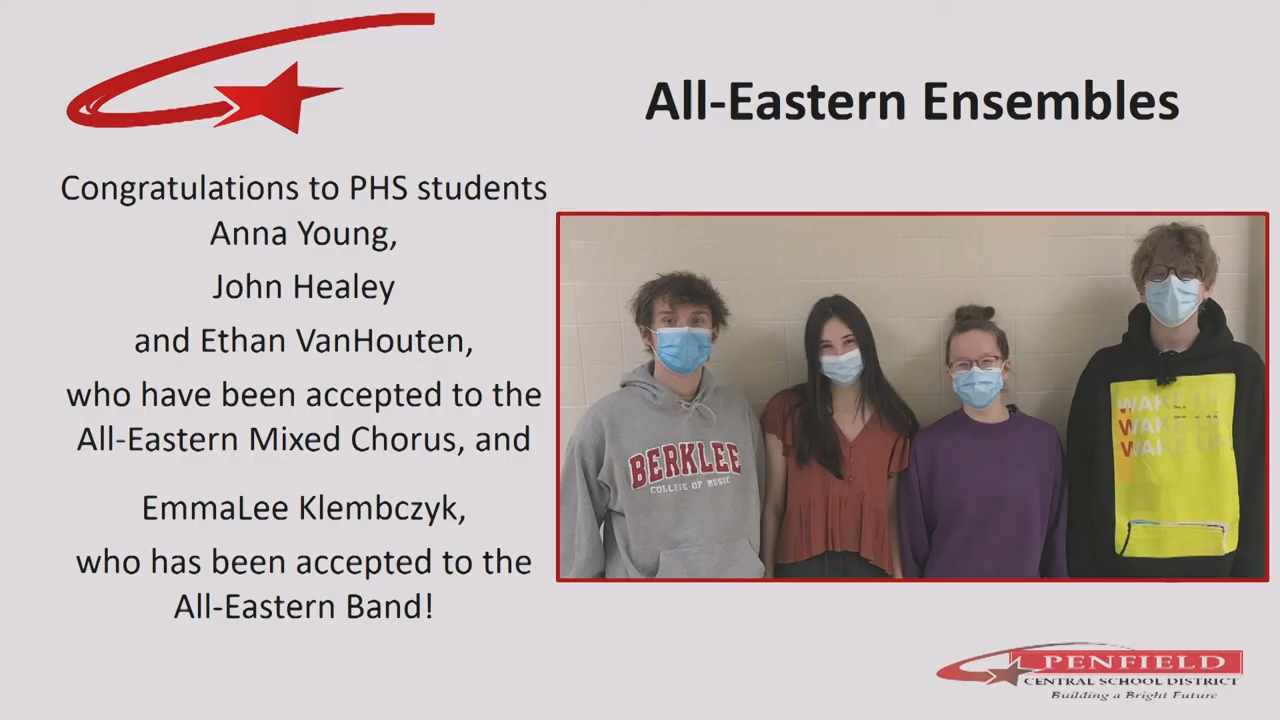 All-Eastern Ensembles
Congratulations to PHS students
Anna Young,
John Healey
and Ethan VanHouten,
who have been accepted to the
All-Eastern Mixed Chorus, and
EmmaLee Klembczyk,
who has been accepted to the
All-Eastern Band!
BERKLEE
COLLEGE OF MUSIC
WAKE UP
WAKE UP
WAKE UP
PENFIELD
CENTRAL SCHOOL DISTRICT
Building a Bright Future